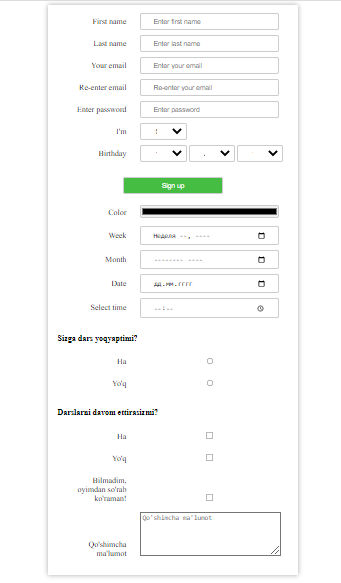 First name Enter first name
Last name Enter last name
Your email Enter your email
Re-enter email Re-enter your email
Enter password Enter password
I'm
Birthday
Sign up
Color
Week Неделя --, ----
Month -------- ----
Date дд.мм.гггг
Select time --:--
Sizga dars yoqyaptimi?
Ha
Yo'q
Darslarni davom ettirasizmi?
Ha
Yo'q
Bilmadim,
oyimdan so'rab
ko'raman!
Qo'shimcha ma'lumot
Qo'shimcha
ma'lumot